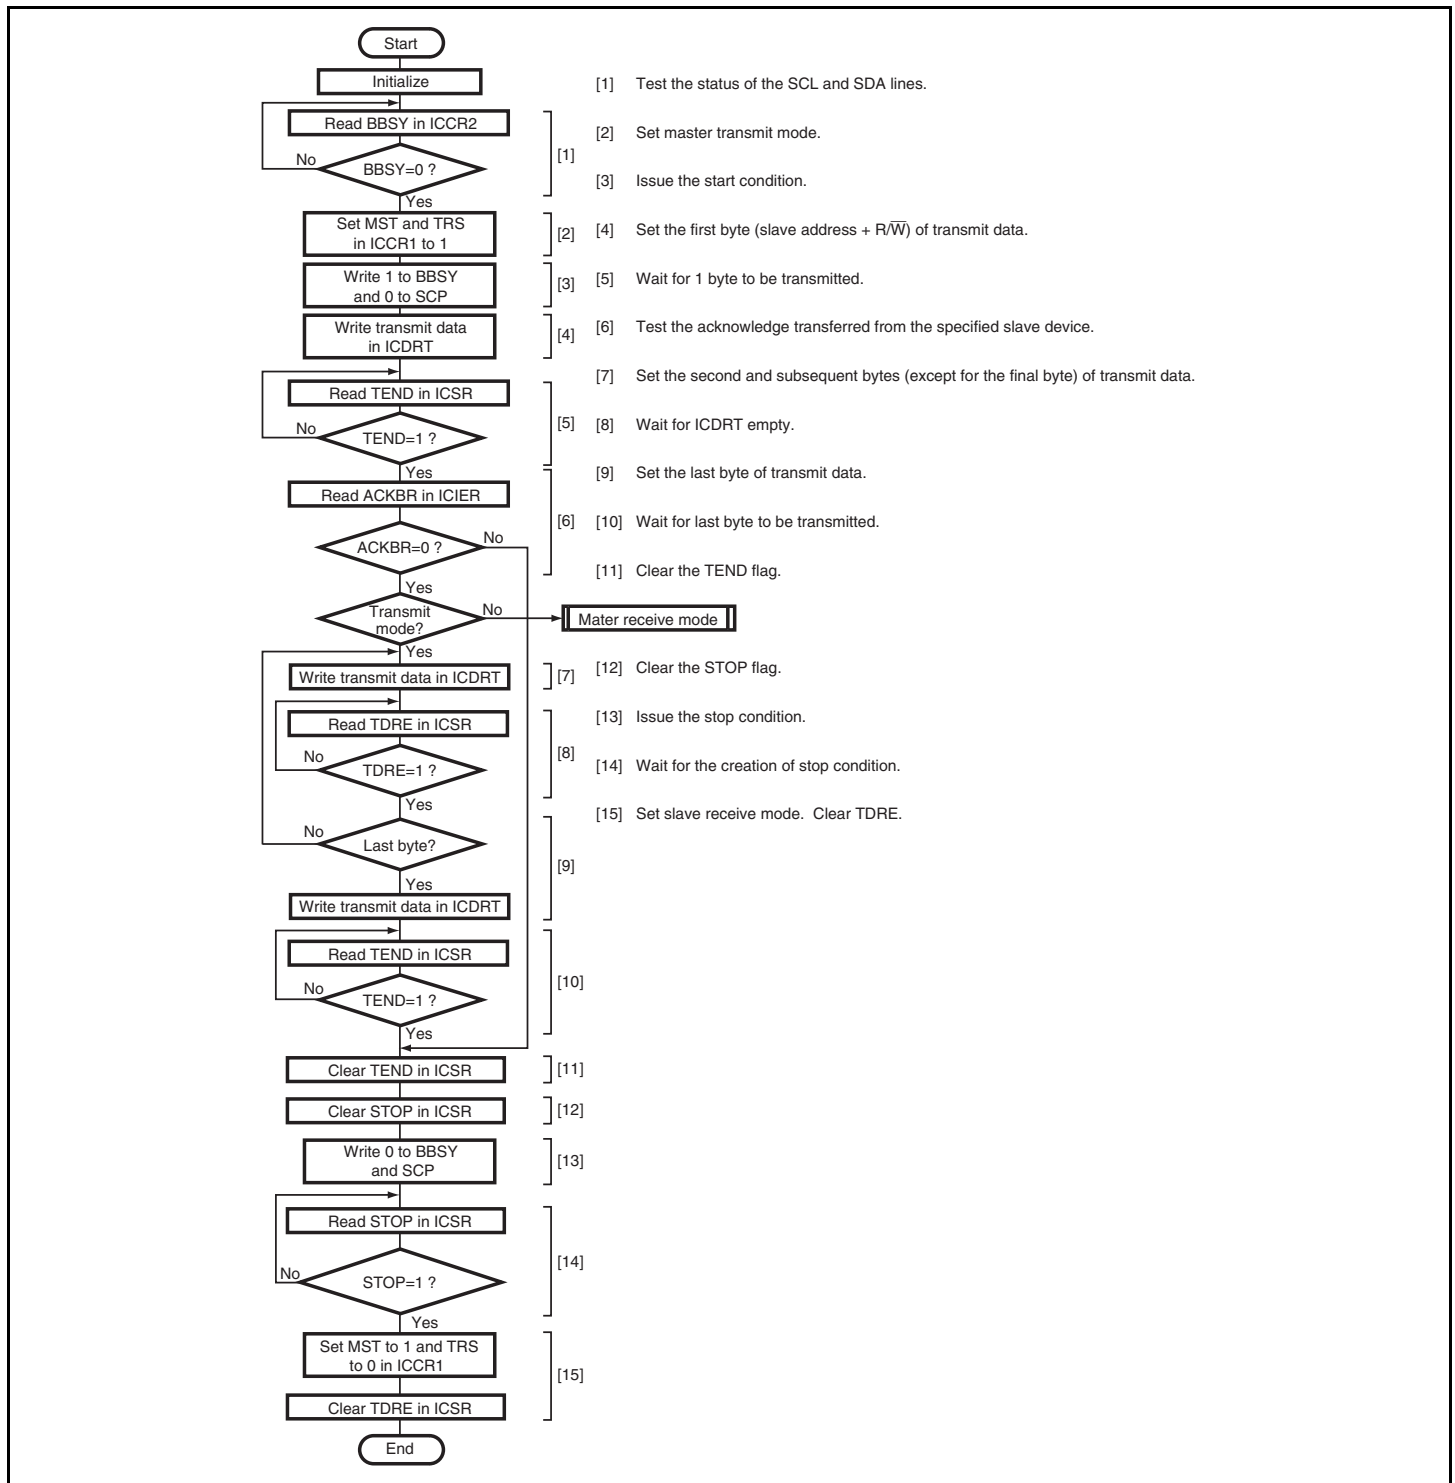 Start
Initialize
Read BBSY in ICCR2
BBSY=0 ?
No
Yes
[1]
Set MST and TRS
in ICCR1 to 1
[2]
Write 1 to BBSY
and 0 to SCP
[3]
Write transmit data
in ICDRT
[4]
Read TEND in ICSR
No
TEND=1 ?
Yes
[5]
Read ACKBR in ICIER
ACKBR=0 ?
No
Yes
[6]
Transmit
mode?
No
Mater receive mode
Yes
Write transmit data in ICDRT
[7]
Read TDRE in ICSR
No
TDRE=1 ?
Yes
[8]
No
Last byte?
Yes
Write transmit data in ICDRT
[9]
Read TEND in ICSR
No
TEND=1 ?
Yes
[10]
Clear TEND in ICSR
[11]
Clear STOP in ICSR
[12]
Write 0 to BBSY
and SCP
[13]
Read STOP in ICSR
No
STOP=1 ?
Yes
[14]
Set MST to 1 and TRS
to 0 in ICCR1
Clear TDRE in ICSR
[15]
End
[1] Test the status of the SCL and SDA lines.
[2] Set master transmit mode.
[3] Issue the start condition.
[4] Set the first byte (slave address + R/W̅) of transmit data.
[5] Wait for 1 byte to be transmitted.
[6] Test the acknowledge transferred from the specified slave device.
[7] Set the second and subsequent bytes (except for the final byte) of transmit data.
[8] Wait for ICDRT empty.
[9] Set the last byte of transmit data.
[10] Wait for last byte to be transmitted.
[11] Clear the TEND flag.
[12] Clear the STOP flag.
[13] Issue the stop condition.
[14] Wait for the creation of stop condition.
[15] Set slave receive mode. Clear TDRE.